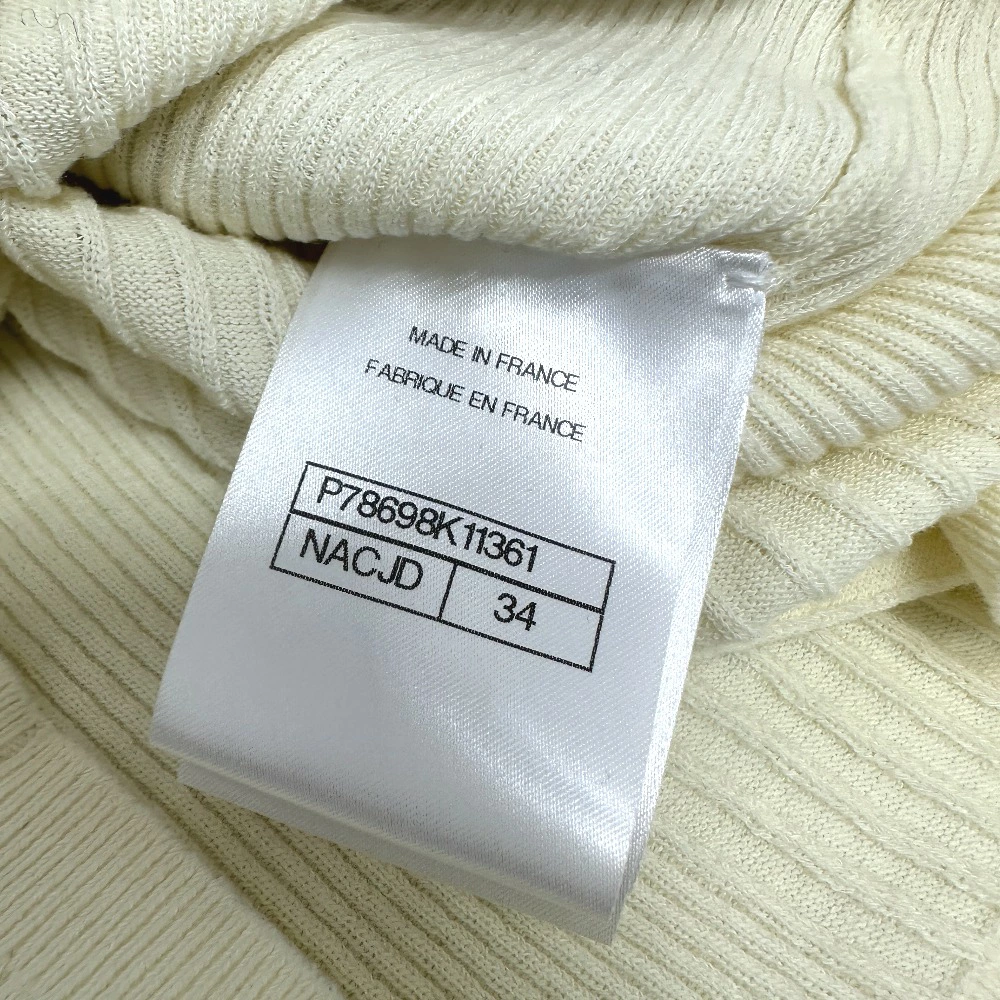 MADE IN FRANCE
FABRIQUE EN FRANCE
P78698K11361
NACJD 34